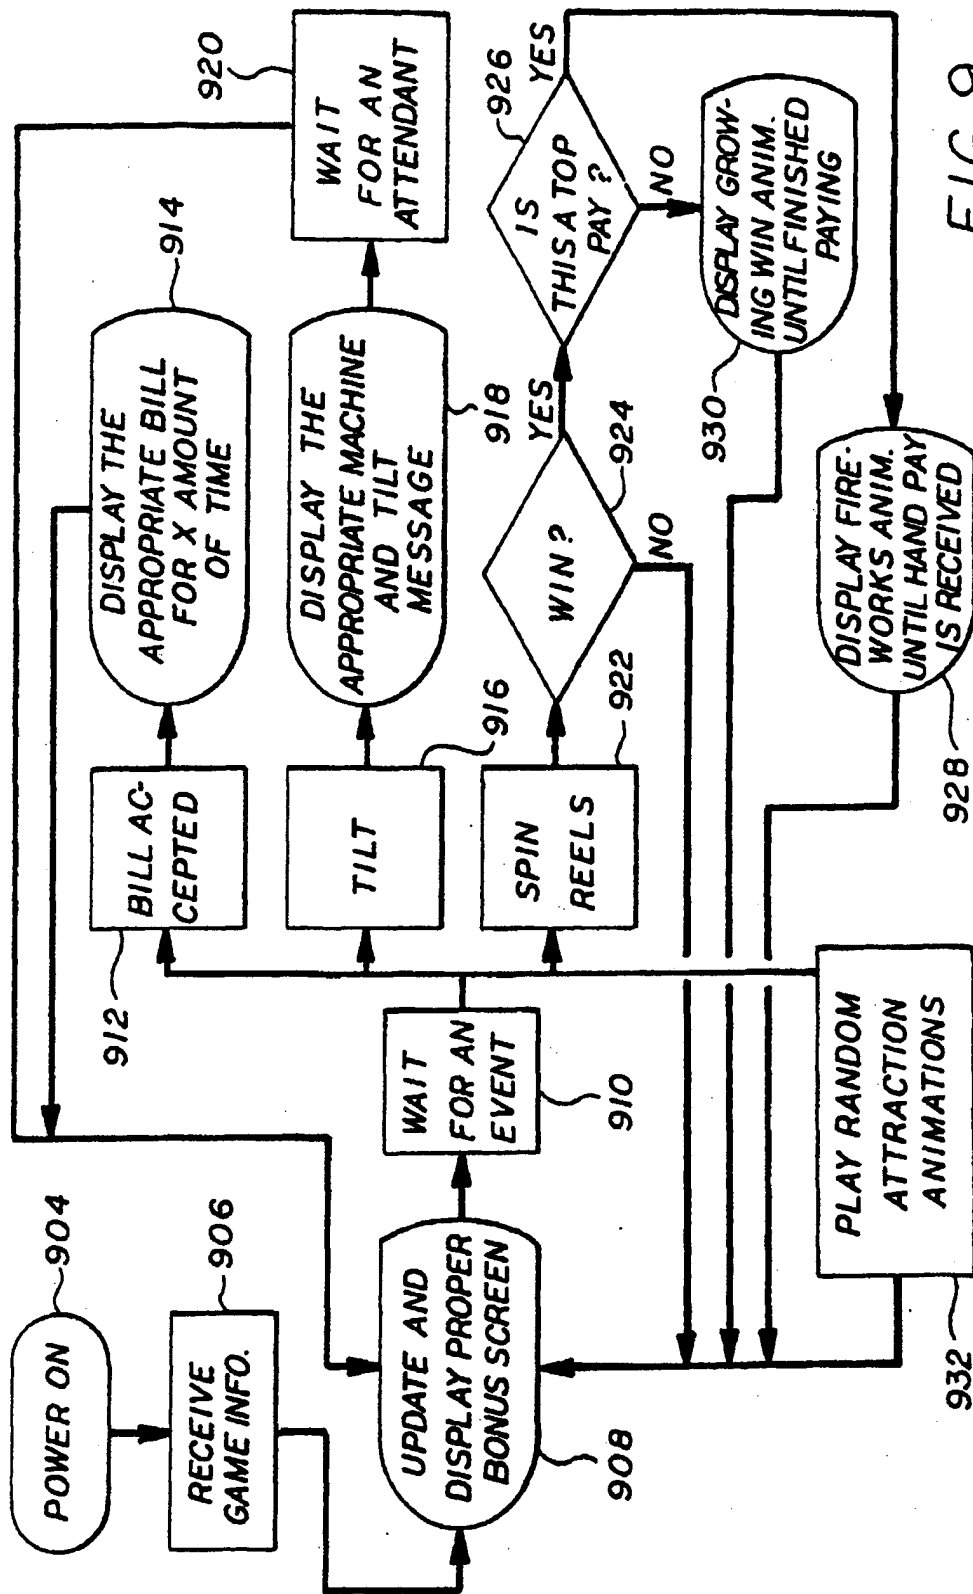 904
POWER ON
906
RECEIVE
GAME INFO.
UPDATE AND
DISPLAY PROPER
BONUS SCREEN
908
WAIT
FOR AN
EVENT
910
912
BILL AC-
CEPTED
DISPLAY THE
APPROPRIATE BILL
FOR X AMOUNT
OF TIME
914
TILT
916
DISPLAY THE
APPROPRIATE MACHINE
AND TILT
MESSAGE
918
WAIT
FOR AN
ATTENDANT
920
SPIN
REELS
922
WIN?
924
YES
NO
IS
THIS A TOP
PAY?
926
YES
NO
DISPLAY GROW-
ING WIN ANIM.
UNTIL FINISHED
PAYING
930
DISPLAY FIRE-
WORKS ANIM.
UNTIL HAND PAY
IS RECEIVED
928
PLAY RANDOM
ATTRACTION
ANIMATIONS
932
FIG. 9